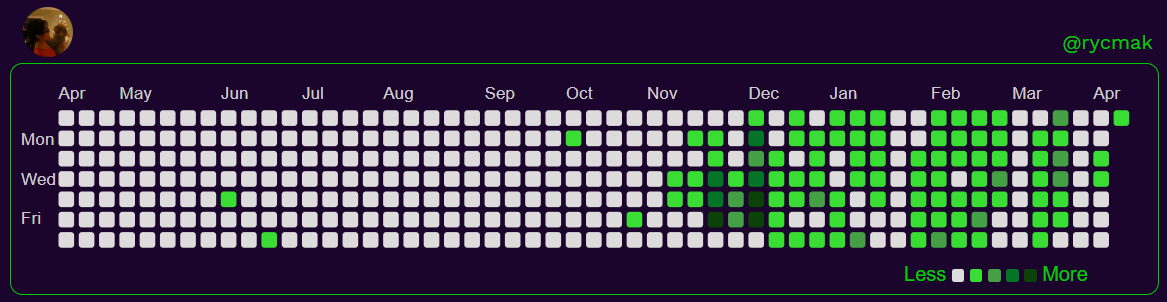 @rycmak
Apr May Jun Jul Aug Sep Oct Nov Dec Jan Feb Mar Apr
Mon
Wed
Fri
Less More